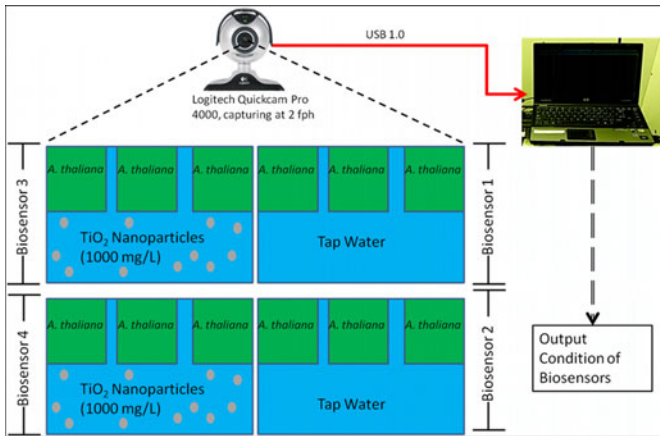 USB 1.0
Logitech Quickcam Pro
4000, capturing at 2 fph
Biosensor 3
A. thaliana A. thaliana A. thaliana
TiO₂ Nanoparticles
(1000 mg/L)
A. thaliana A. thaliana A. thaliana
Tap Water
Biosensor 1
Biosensor 4
A. thaliana A. thaliana A. thaliana
TiO₂ Nanoparticles
(1000 mg/L)
A. thaliana A. thaliana A. thaliana
Tap Water
Biosensor 2
Output
Condition of
Biosensors